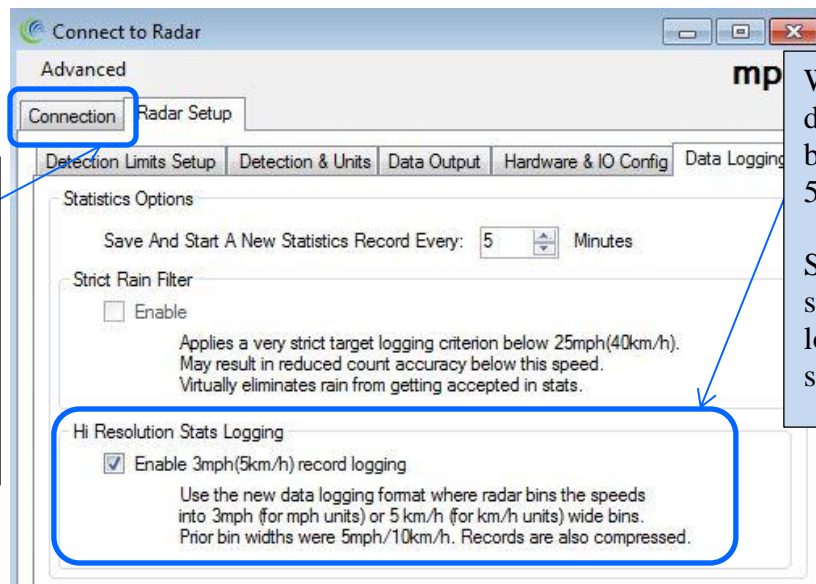 Connect to Radar
Advanced
mp
Connection
Radar Setup
Detection Limits Setup
Detection & Units
Data Output
Hardware & IO Config
Data Logging
Statistics Options
Save And Start A New Statistics Record Every: 5 Minutes
Strict Rain Filter
Enable
Applies a very strict target logging criterion below 25mph(40km/h).
May result in reduced count accuracy below this speed.
Virtually eliminates rain from getting accepted in stats.
Hi Resolution Stats Logging
Enable 3mph(5km/h) record logging
Use the new data logging format where radar bins the speeds
into 3mph (for mph units) or 5 km/h (for km/h units) wide bins.
Prior bin widths were 5mph/10km/h. Records are also compressed.
5